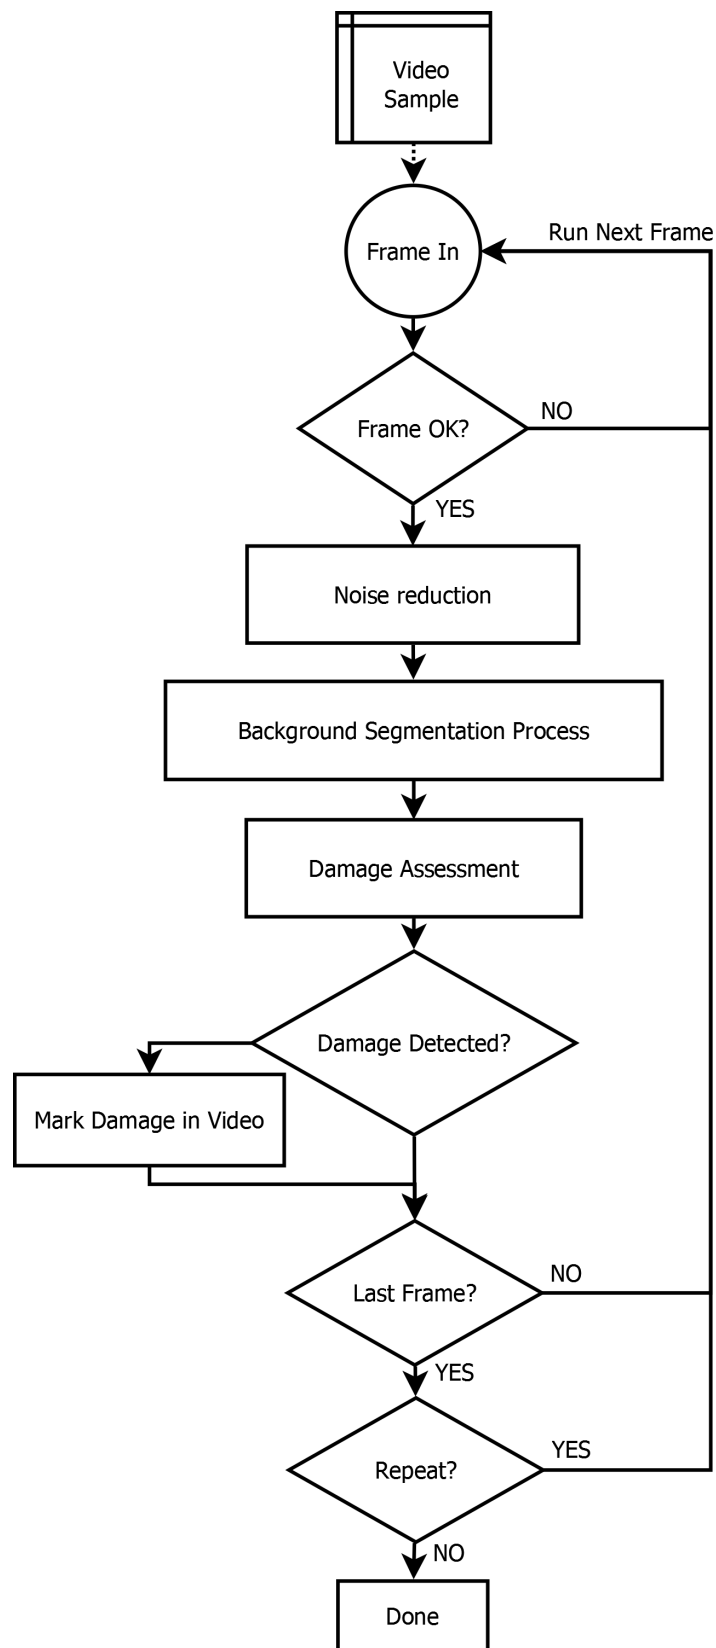 Video
Sample
Frame In
Run Next Frame
Frame OK?
NO
YES
Noise reduction
Background Segmentation Process
Damage Assessment
Damage Detected?
Mark Damage in Video
Last Frame?
NO
YES
Repeat?
YES
NO
Done